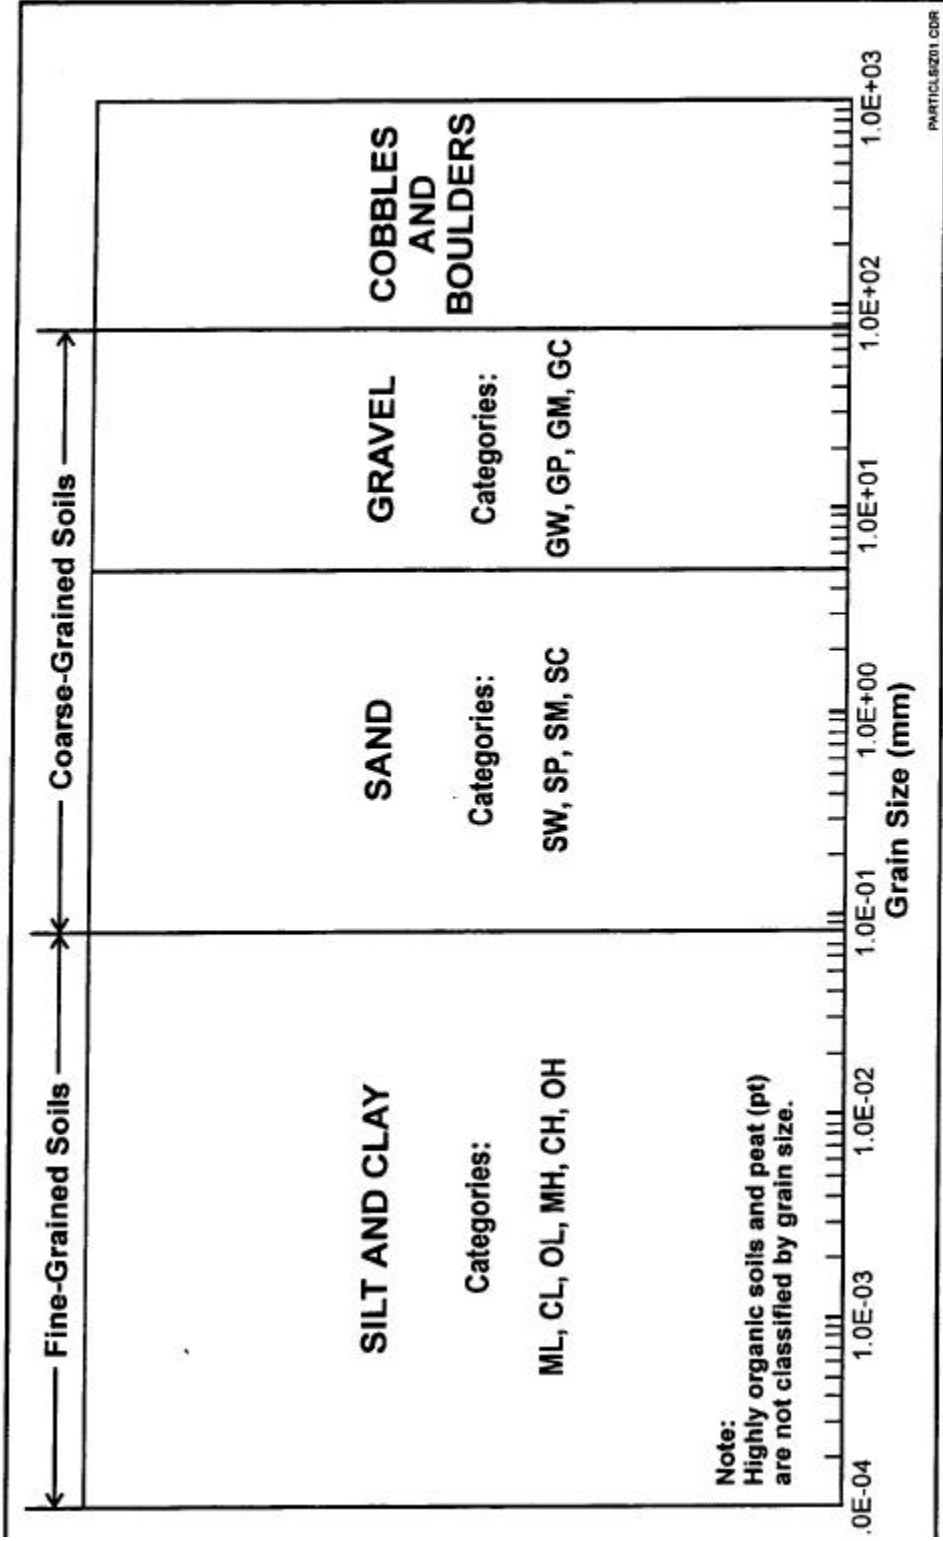 Fine-Grained Soils
Coarse-Grained Soils
SILT AND CLAY
Categories:
ML, CL, OL, MH, CH, OH
SAND
Categories:
SW, SP, SM, SC
GRAVEL
Categories:
GW, GP, GM, GC
COBBLES
AND
BOULDERS
Note:
Highly organic soils and peat (pt)
are not classified by grain size.
.0E-04 1.0E-03 1.0E-02 1.0E-01 1.0E+00 1.0E+01 1.0E+02 1.0E+03
Grain Size (mm)
PARTICLSIZ01.CDR